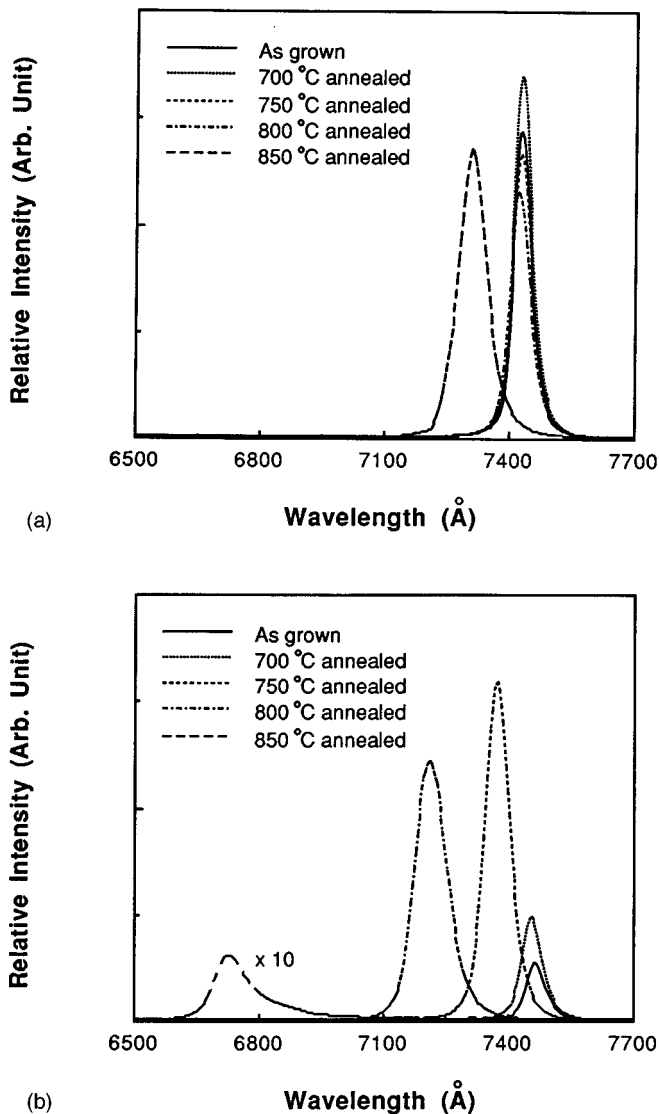 Relative Intensity (Arb. Unit)
As grown
700 °C annealed
750 °C annealed
800 °C annealed
850 °C annealed
6500 6800 7100 7400 7700
(a)
Wavelength (Å)
Relative Intensity (Arb. Unit)
As grown
700 °C annealed
750 °C annealed
800 °C annealed
850 °C annealed
x 10
6500 6800 7100 7400 7700
(b)
Wavelength (Å)